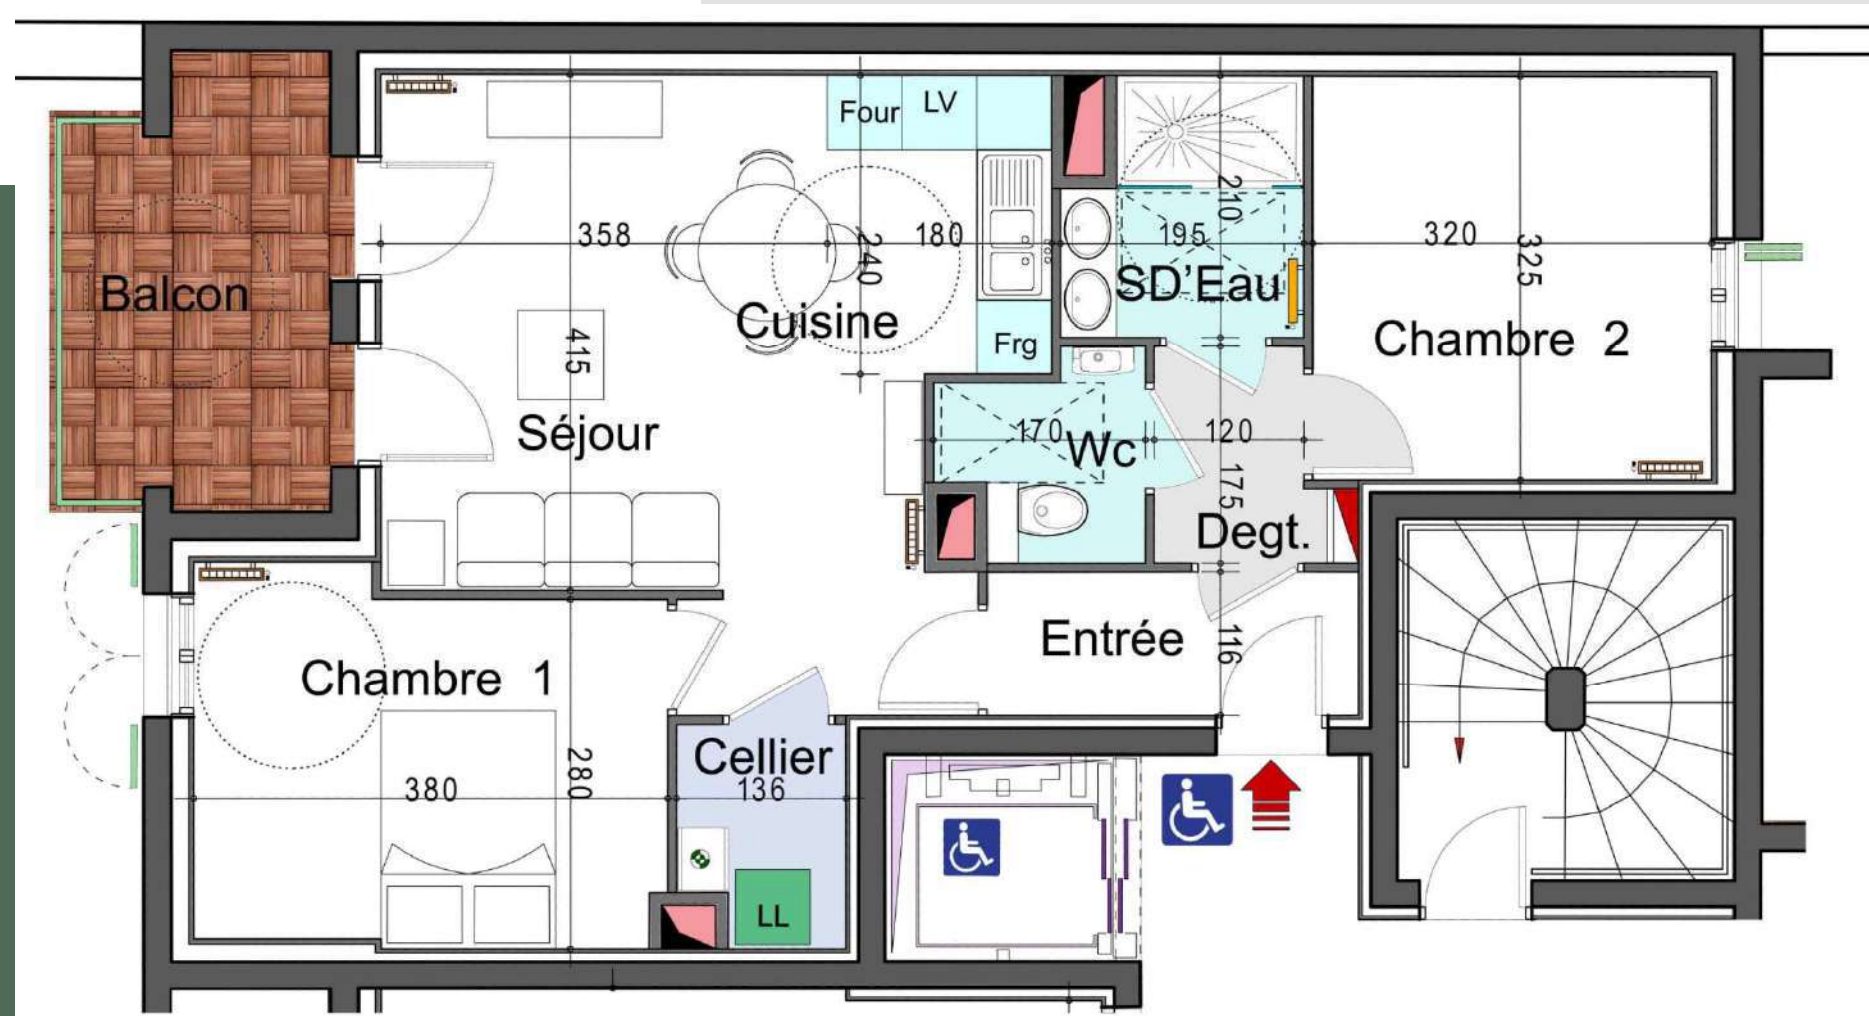 Four
LV
358
180
210
195
320
240
325
Balcon
SD'Eau
Cuisine
Chambre 2
Frg
415
Séjour
170
Wc
120
175
Degt.
Entrée
116
Chambre 1
Cellier
280
380
136
LL